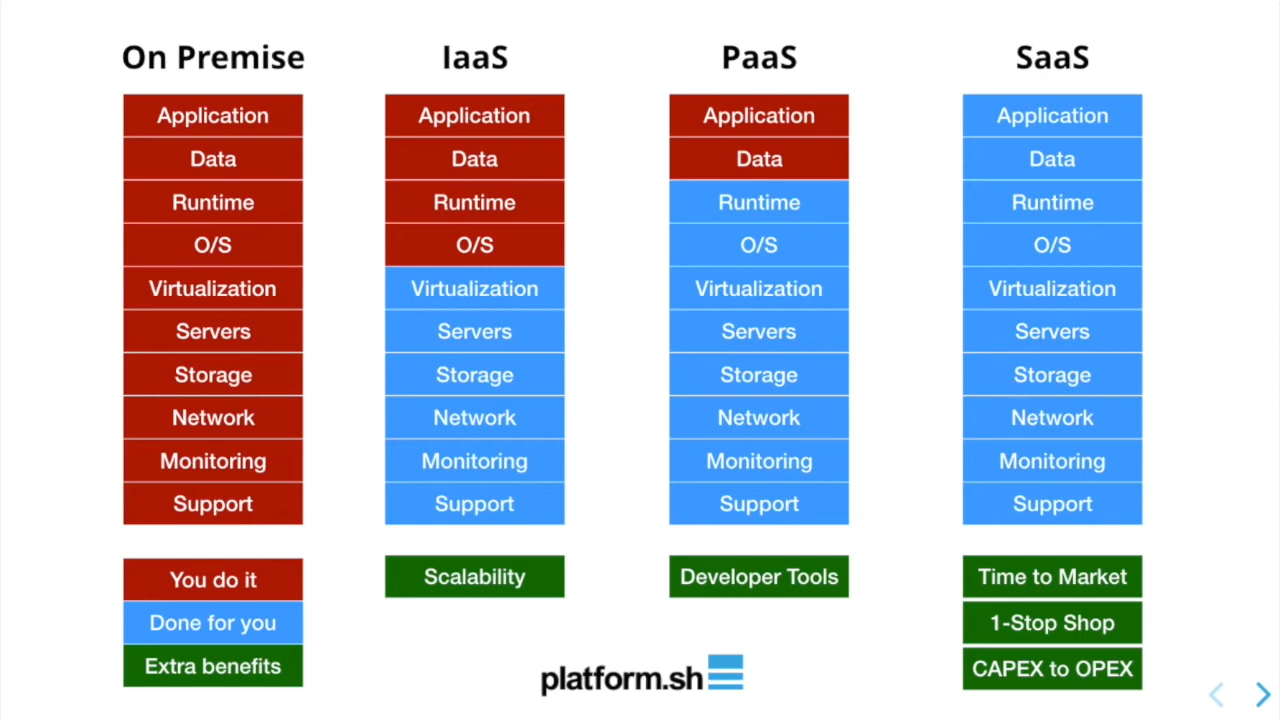 On Premise
Application
Data
Runtime
O/S
Virtualization
Servers
Storage
Network
Monitoring
Support
You do it
Done for you
Extra benefits
IaaS
Application
Data
Runtime
O/S
Virtualization
Servers
Storage
Network
Monitoring
Support
Scalability
PaaS
Application
Data
Runtime
O/S
Virtualization
Servers
Storage
Network
Monitoring
Support
Developer Tools
SaaS
Application
Data
Runtime
O/S
Virtualization
Servers
Storage
Network
Monitoring
Support
Time to Market
1-Stop Shop
CAPEX to OPEX
platform.sh